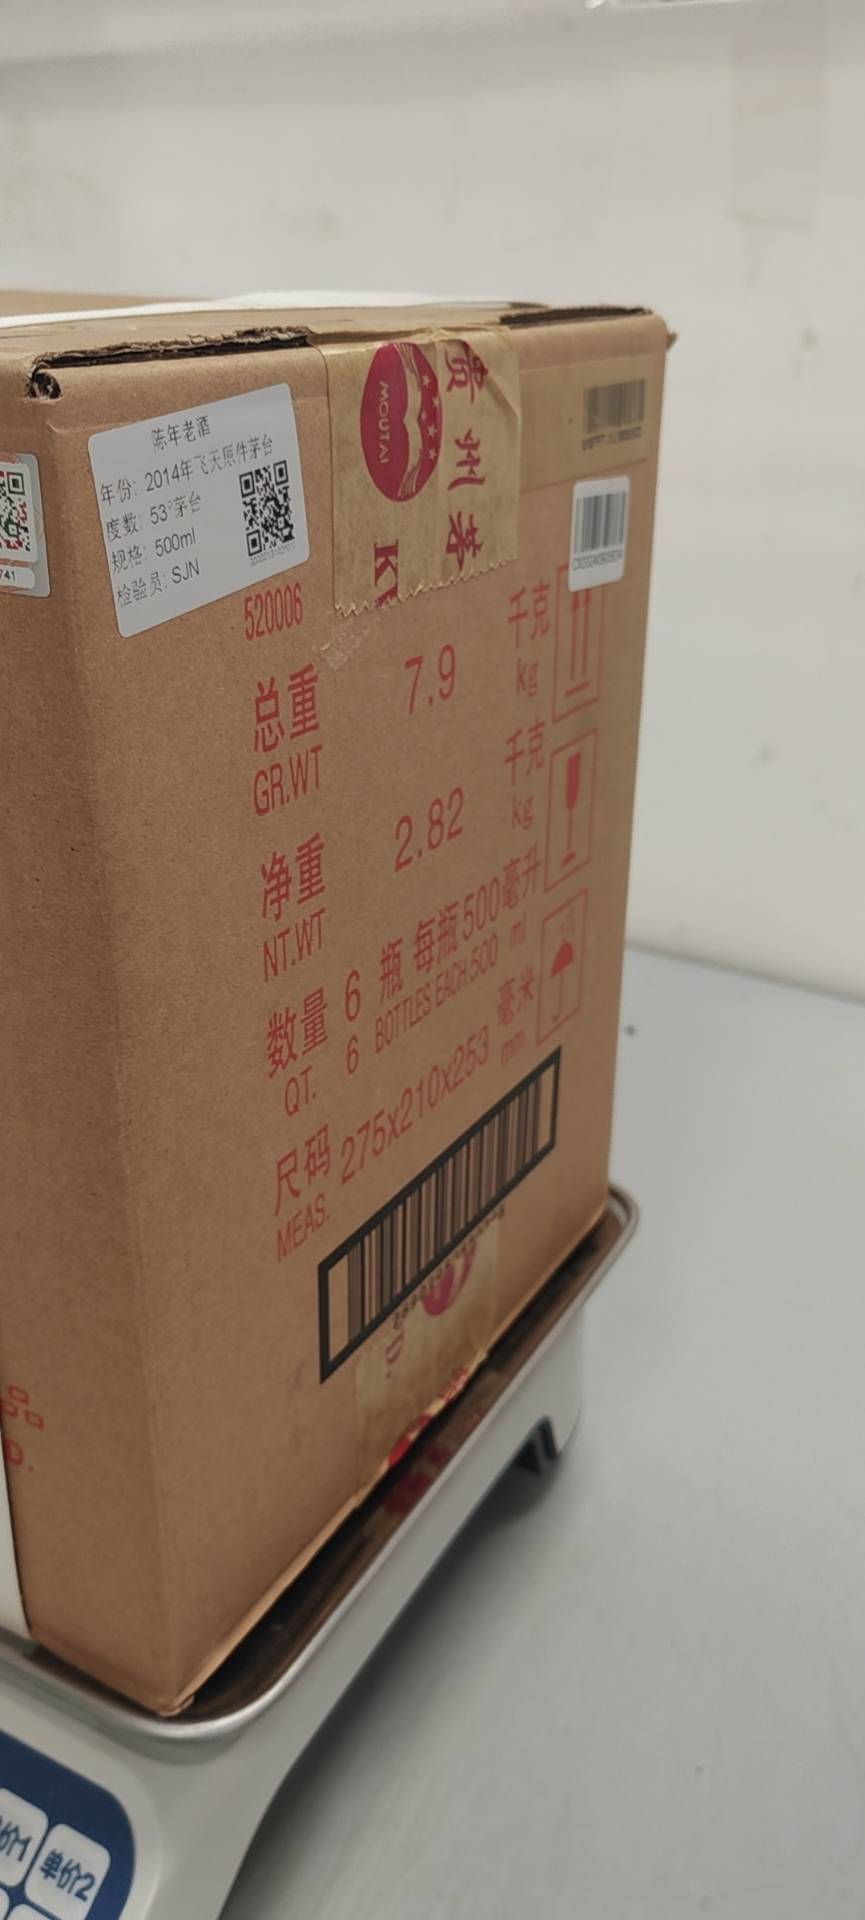 陈年老酒
年份: 2014年飞天原件茅台
度数: 53°茅台
规格: 500ml
检验员: SJN
741
MOUTAI
贵州茅
520006
总重 7.9 千克
GR.WT kg
净重 2.82 千克
NT.WT kg
数量 6 瓶 每瓶500毫升
QT. 6 BOTTLES EACH 500 ml
尺码 275x210x253 毫米
MEAS. mm
D.
D.
单价2